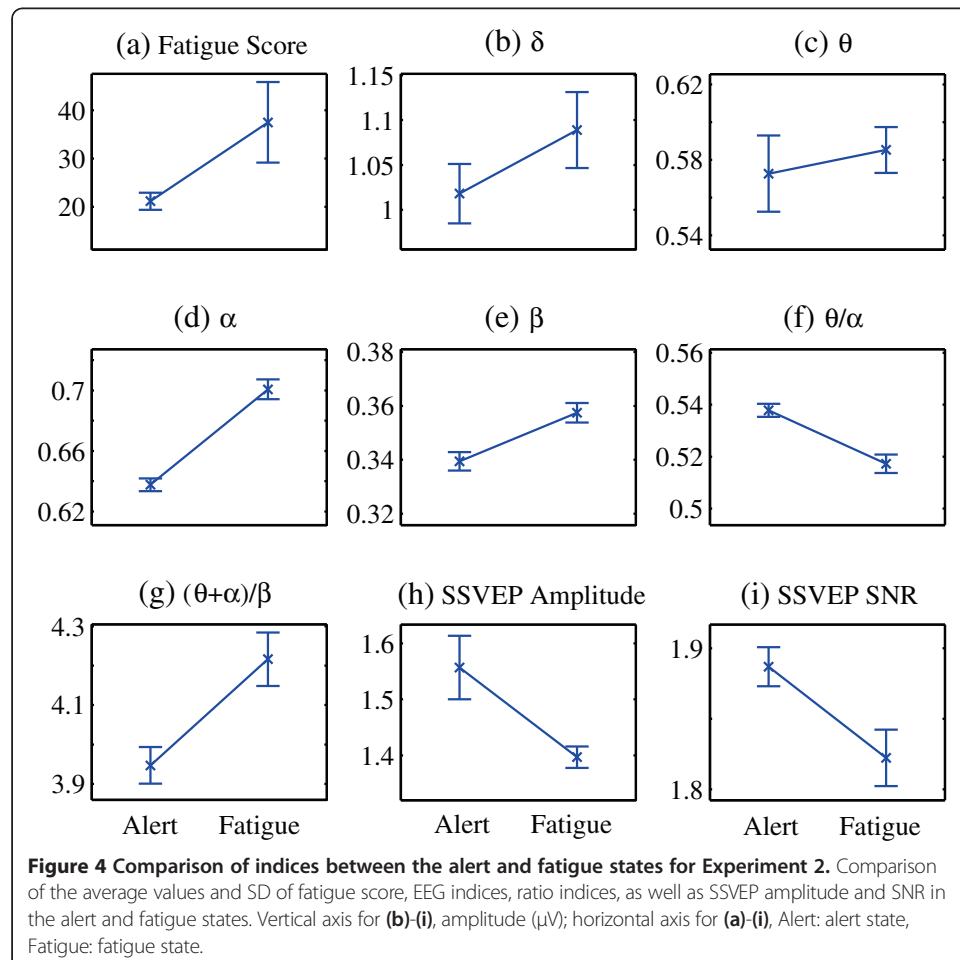 (a) Fatigue Score
(b) δ
(c) θ
40
30
20
1.15
1.1
1.05
1
0.62
0.58
0.54
(d) α
(e) β
(f) θ/α
0.7
0.66
0.62
0.38
0.36
0.34
0.32
0.56
0.54
0.52
0.5
(g) (θ+α)/β
(h) SSVEP Amplitude
(i) SSVEP SNR
4.3
4.1
3.9
1.6
1.5
1.4
1.9
1.8
Alert Fatigue
Alert Fatigue
Alert Fatigue
Figure 4 Comparison of indices between the alert and fatigue states for Experiment 2. Comparison
of the average values and SD of fatigue score, EEG indices, ratio indices, as well as SSVEP amplitude and SNR in
the alert and fatigue states. Vertical axis for (b)-(i), amplitude (μV); horizontal axis for (a)-(i), Alert: alert state,
Fatigue: fatigue state.